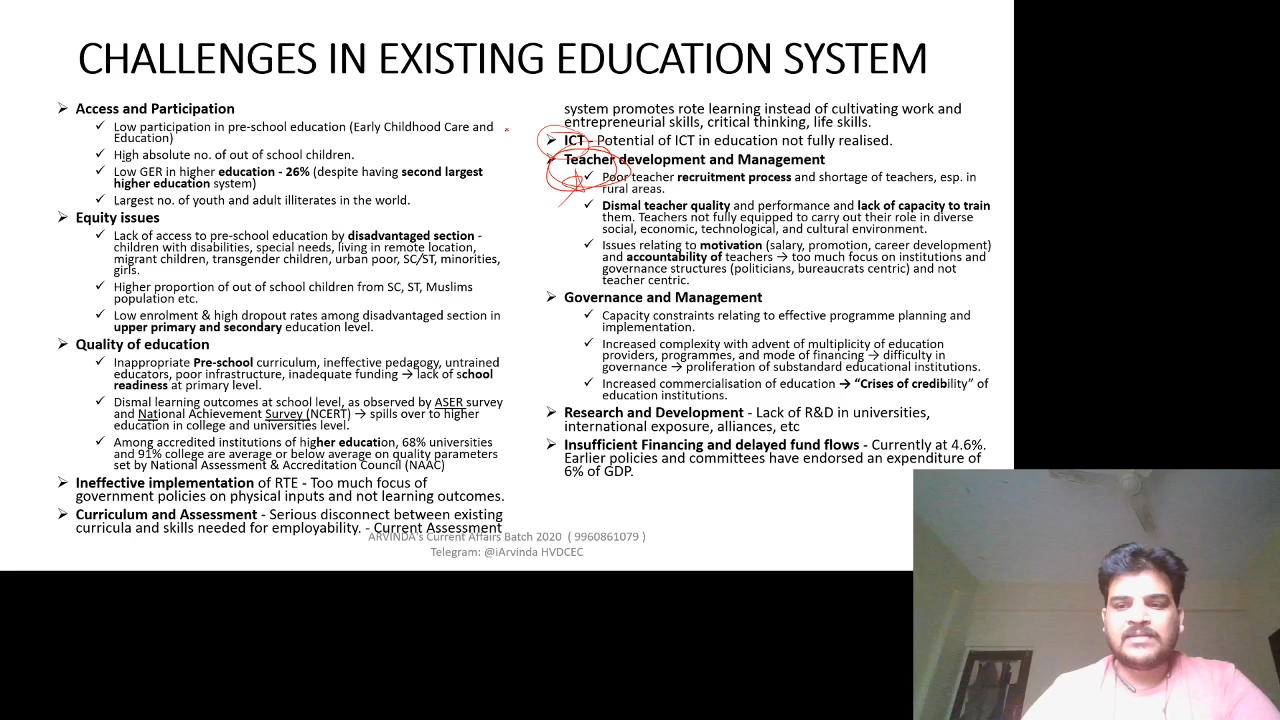 CHALLENGES IN EXISTING EDUCATION SYSTEM
➢ Access and Participation
✓ Low participation in pre-school education (Early Childhood Care and
Education)
✓ High absolute no. of out of school children.
✓ Low GER in higher education - 26% (despite having second largest
higher education system)
✓ Largest no. of youth and adult illiterates in the world.
➢ Equity issues
✓ Lack of access to pre-school education by disadvantaged section -
children with disabilities, special needs, living in remote location,
migrant children, transgender children, urban poor, SC/ST, minorities,
girls.
✓ Higher proportion of out of school children from SC, ST, Muslims
population etc.
✓ Low enrolment & high dropout rates among disadvantaged section in
upper primary and secondary education level.
➢ Quality of education
✓ Inappropriate Pre-school curriculum, ineffective pedagogy, untrained
educators, poor infrastructure, inadequate funding → lack of school
readiness at primary level.
✓ Dismal learning outcomes at school level, as observed by ASER survey
and National Achievement Survey (NCERT) → spills over to higher
education in college and universities level.
✓ Among accredited institutions of higher education, 68% universities
and 91% college are average or below average on quality parameters
set by National Assessment & Accreditation Council (NAAC)
➢ Ineffective implementation of RTE - Too much focus of
government policies on physical inputs and not learning outcomes.
➢ Curriculum and Assessment - Serious disconnect between existing
curricula and skills needed for employability. - Current Assessment
system promotes rote learning instead of cultivating work and
entrepreneurial skills, critical thinking, life skills.
➢ ICT - Potential of ICT in education not fully realised.
➢ Teacher development and Management
✓ Poor teacher recruitment process and shortage of teachers, esp. in
rural areas.
✓ Dismal teacher quality and performance and lack of capacity to train
them. Teachers not fully equipped to carry out their role in diverse
social, economic, technological, and cultural environment.
✓ Issues relating to motivation (salary, promotion, career development)
and accountability of teachers → too much focus on institutions and
governance structures (politicians, bureaucrats centric) and not
teacher centric.
➢ Governance and Management
✓ Capacity constraints relating to effective programme planning and
implementation.
✓ Increased complexity with advent of multiplicity of education
providers, programmes, and mode of financing → difficulty in
governance → proliferation of substandard educational institutions.
✓ Increased commercialisation of education → “Crises of credibility” of
education institutions.
➢ Research and Development - Lack of R&D in universities,
international exposure, alliances, etc
➢ Insufficient Financing and delayed fund flows - Currently at 4.6%.
Earlier policies and committees have endorsed an expenditure of
6% of GDP.
ARVINDA's Current Affairs Batch 2020 ( 9960861079 )
Telegram: @iArvinda HVDCEC